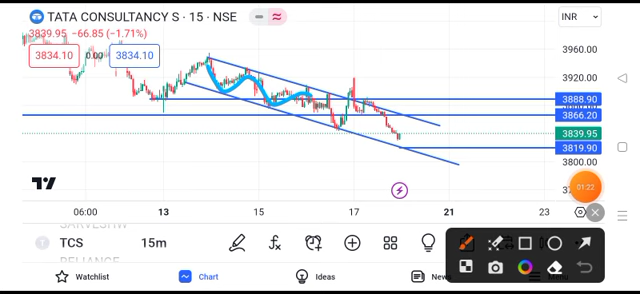 TATA CONSULTANCY S · 15 · NSE
INR
3839.95 −66.85 (−1.71%)
3834.10 0.00 3834.10
3960.00
3920.00
3888.90
3866.20
3839.95
3819.90
3800.00
01:22
06:00 13 15 17 21 23
TCS 15m
RELIANCE
Watchlist Chart Ideas News